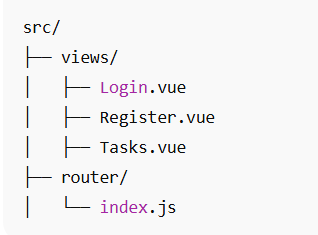 src/
├── views/
│   ├── Login.vue
│   ├── Register.vue
│   ├── Tasks.vue
├── router/
│   └── index.js